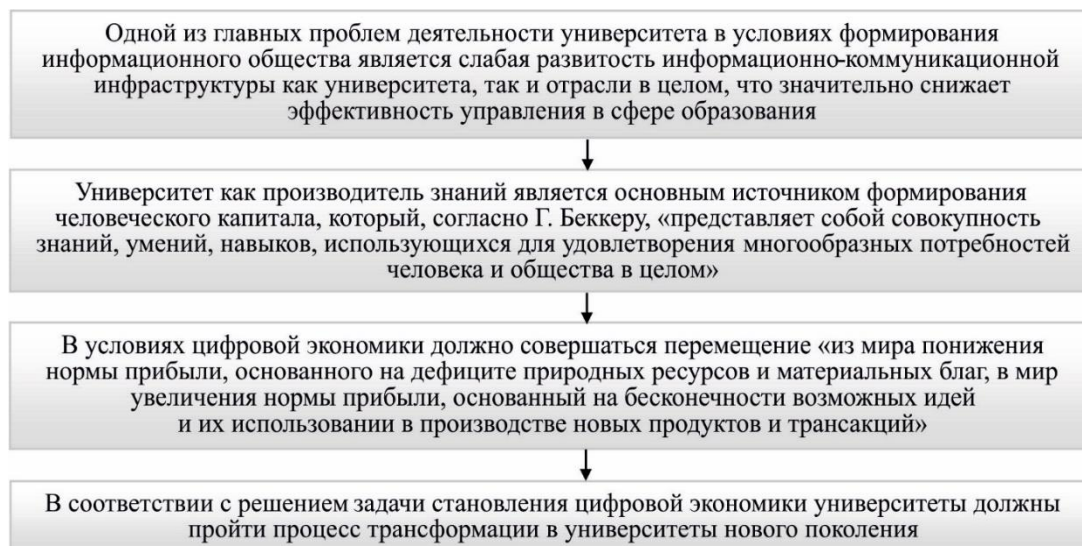 Одной из главных проблем деятельности университета в условиях формирования
информационного общества является слабая развитость информационно-коммуникационной
инфраструктуры как университета, так и отрасли в целом, что значительно снижает
эффективность управления в сфере образования
Университет как производитель знаний является основным источником формирования
человеческого капитала, который, согласно Г. Беккеру, «представляет собой совокупность
знаний, умений, навыков, использующихся для удовлетворения многообразных потребностей
человека и общества в целом»
В условиях цифровой экономики должно совершаться перемещение «из мира понижения
нормы прибыли, основанного на дефиците природных ресурсов и материальных благ, в мир
увеличения нормы прибыли, основанный на бесконечности возможных идей
и их использовании в производстве новых продуктов и трансакций»
В соответствии с решением задачи становления цифровой экономики университеты должны
пройти процесс трансформации в университеты нового поколения